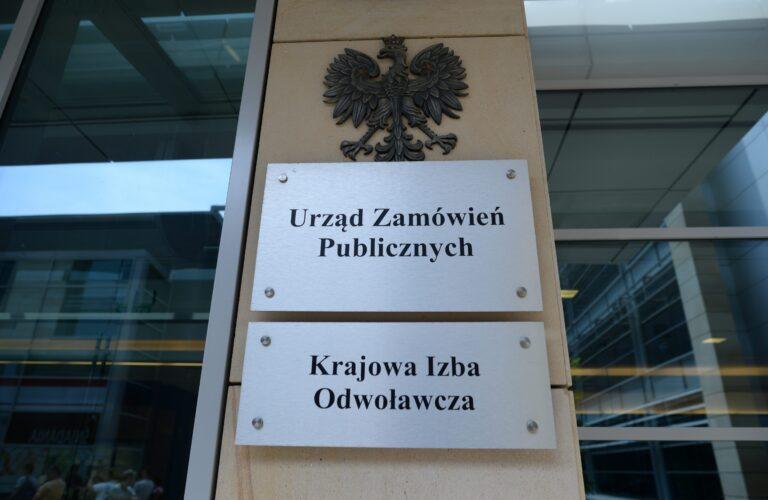 Urząd Zamówień
Publicznych
Krajowa Izba
Odwoławcza